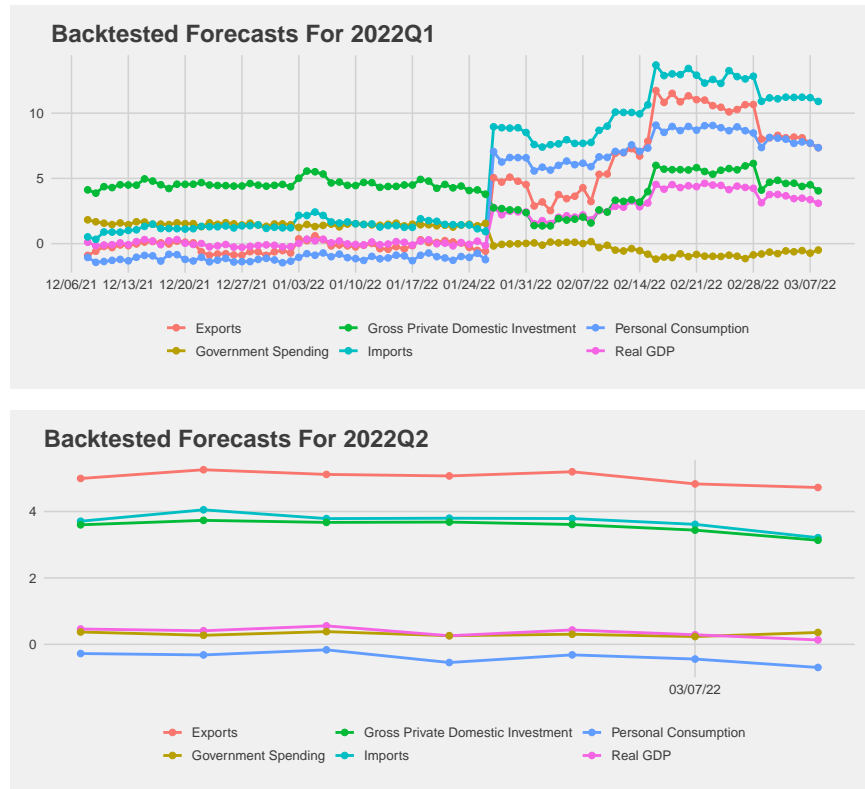 Backtested Forecasts For 2022Q1
10
5
0
12/06/21 12/13/21 12/20/21 12/27/21 01/03/22 01/10/22 01/17/22 01/24/22 01/31/22 02/07/22 02/14/22 02/21/22 02/28/22 03/07/22
Exports Gross Private Domestic Investment Personal Consumption
Government Spending Imports Real GDP
Backtested Forecasts For 2022Q2
4
2
0
03/07/22
Exports Gross Private Domestic Investment Personal Consumption
Government Spending Imports Real GDP